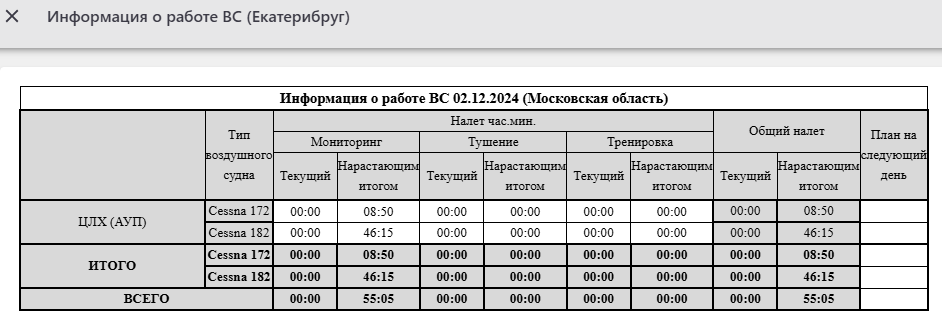 Информация о работе ВС (Екатерибруг)
Информация о работе ВС 02.12.2024 (Московская область)
Тип воздушного судна
Налет час.мин.
Общий налет
План на следующий день
Мониторинг Тушение Тренировка
Текущий Нарастающим итогом Текущий Нарастающим итогом Текущий Нарастающим итогом Текущий Нарастающим итогом
ЦЛХ (АУП)
Cessna 172 00:00 08:50 00:00 00:00 00:00 00:00 00:00 08:50
Cessna 182 00:00 46:15 00:00 00:00 00:00 00:00 00:00 46:15
ИТОГО
Cessna 172 00:00 08:50 00:00 00:00 00:00 00:00 00:00 08:50
Cessna 182 00:00 46:15 00:00 00:00 00:00 00:00 00:00 46:15
ВСЕГО 00:00 55:05 00:00 00:00 00:00 00:00 00:00 55:05